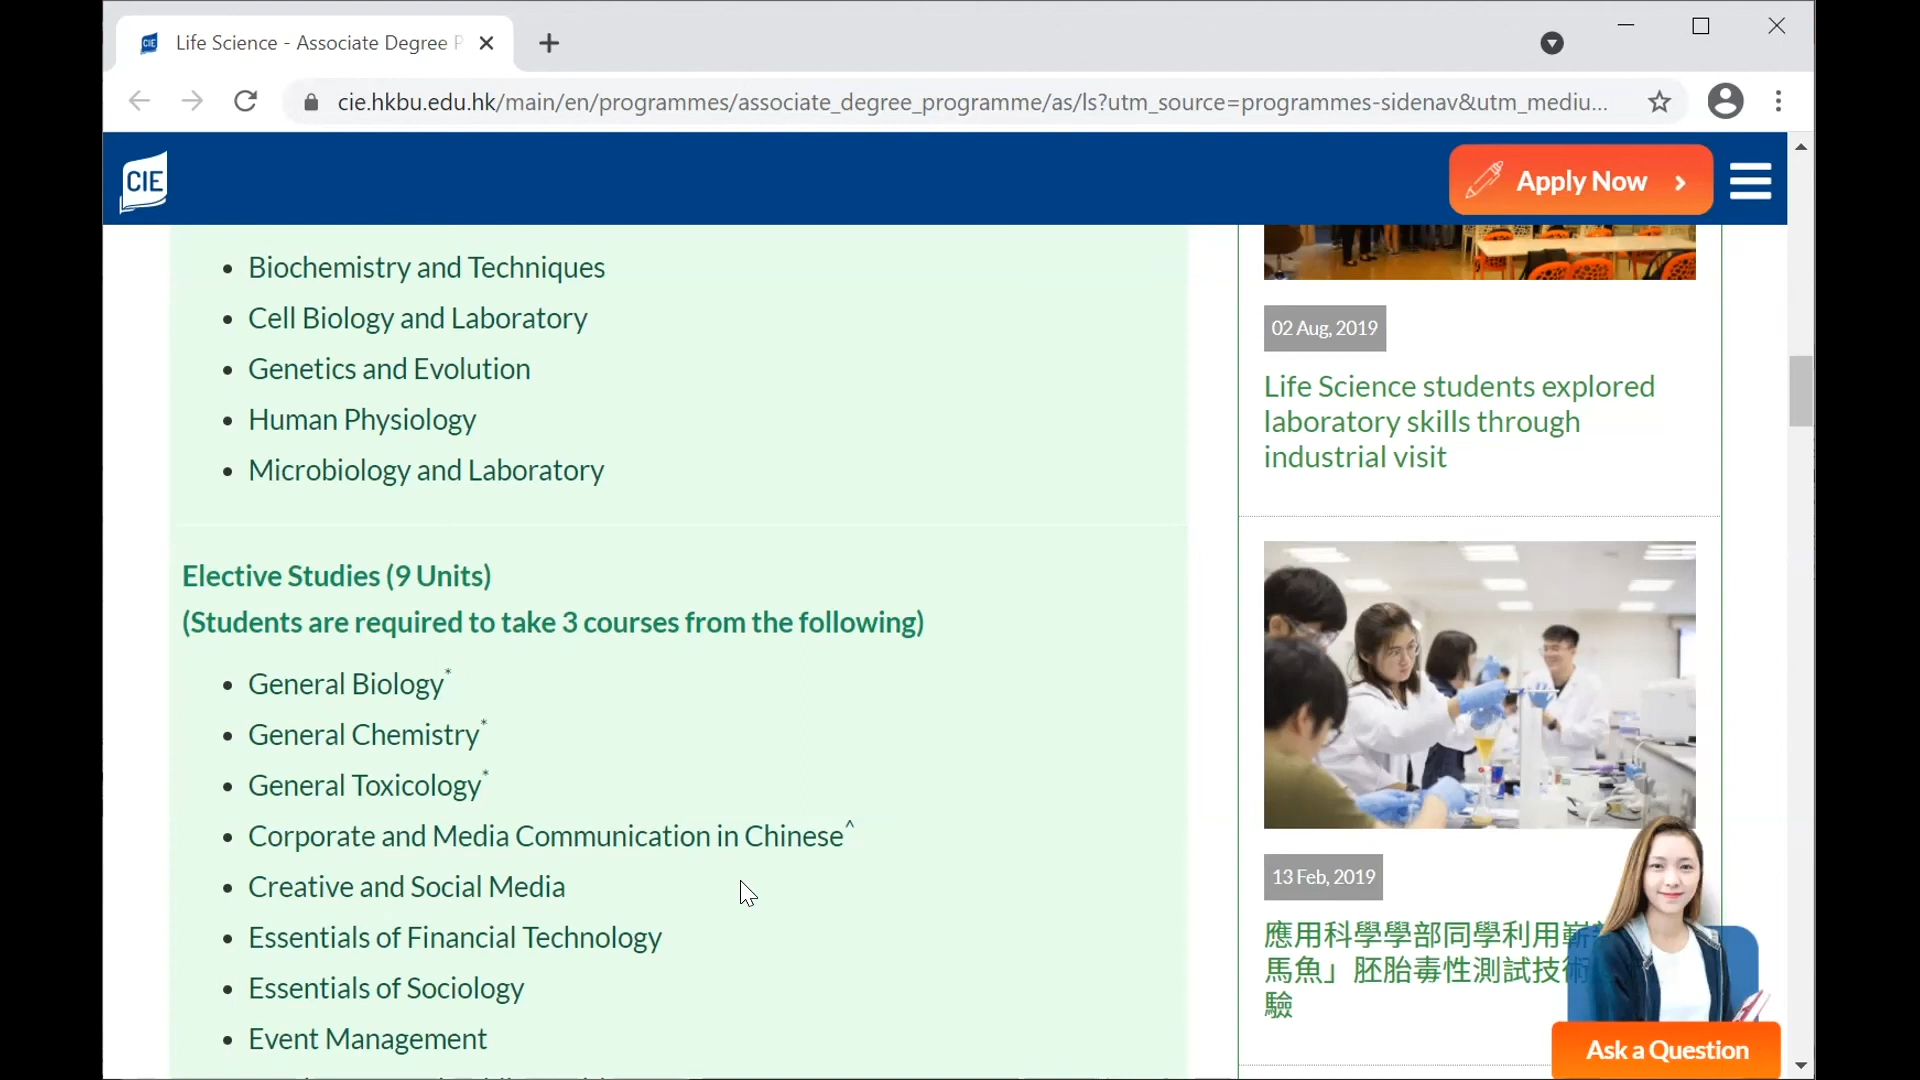 Life Science - Associate Degree
cie.hkbu.edu.hk/main/en/programmes/associate_degree_programme/as/ls?utm_source=programmes-sidenav&utm_mediu...
CIE
Apply Now
Biochemistry and Techniques
Cell Biology and Laboratory
Genetics and Evolution
Human Physiology
Microbiology and Laboratory
Elective Studies (9 Units)
(Students are required to take 3 courses from the following)
General Biology*
General Chemistry*
General Toxicology*
Corporate and Media Communication in Chinese^
Creative and Social Media
Essentials of Financial Technology
Essentials of Sociology
Event Management
02 Aug, 2019
Life Science students explored
laboratory skills through
industrial visit
13 Feb, 2019
應用科學學部同學利用嶄
馬魚」胚胎毒性測試技術
驗
Ask a Question